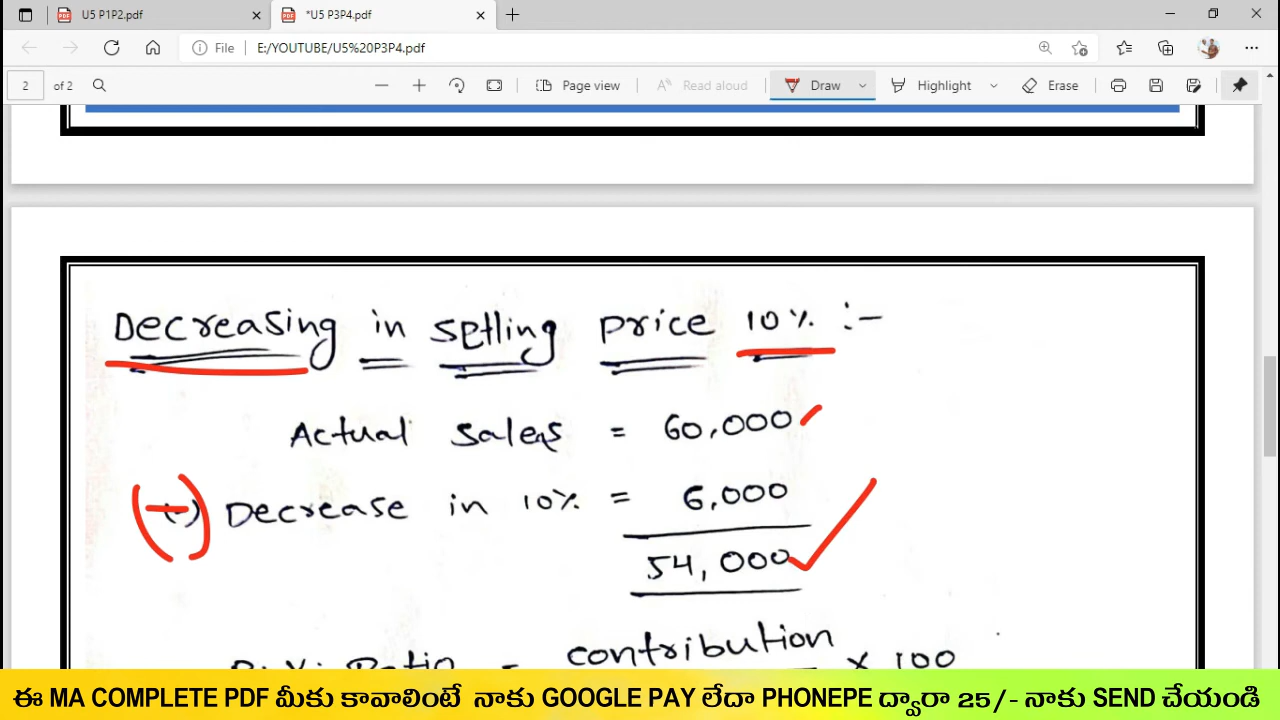 U5 P1P2.pdf
*U5 P3P4.pdf
File E:/YOUTUBE/U5%20P3P4.pdf
2 of 2 Page view Read aloud Draw Highlight Erase
Decreasing in selling price 10% :-
Actual Sales = 60,000
(-) Decrease in 10% = 6,000
54,000
P.V. Ratio = contribution × 100
ఈ MA COMPLETE PDF మీకు కావాలింటే నాకు GOOGLE PAY లేదా PHONEPE ద్వారా 25/- నాకు SEND చేయండి